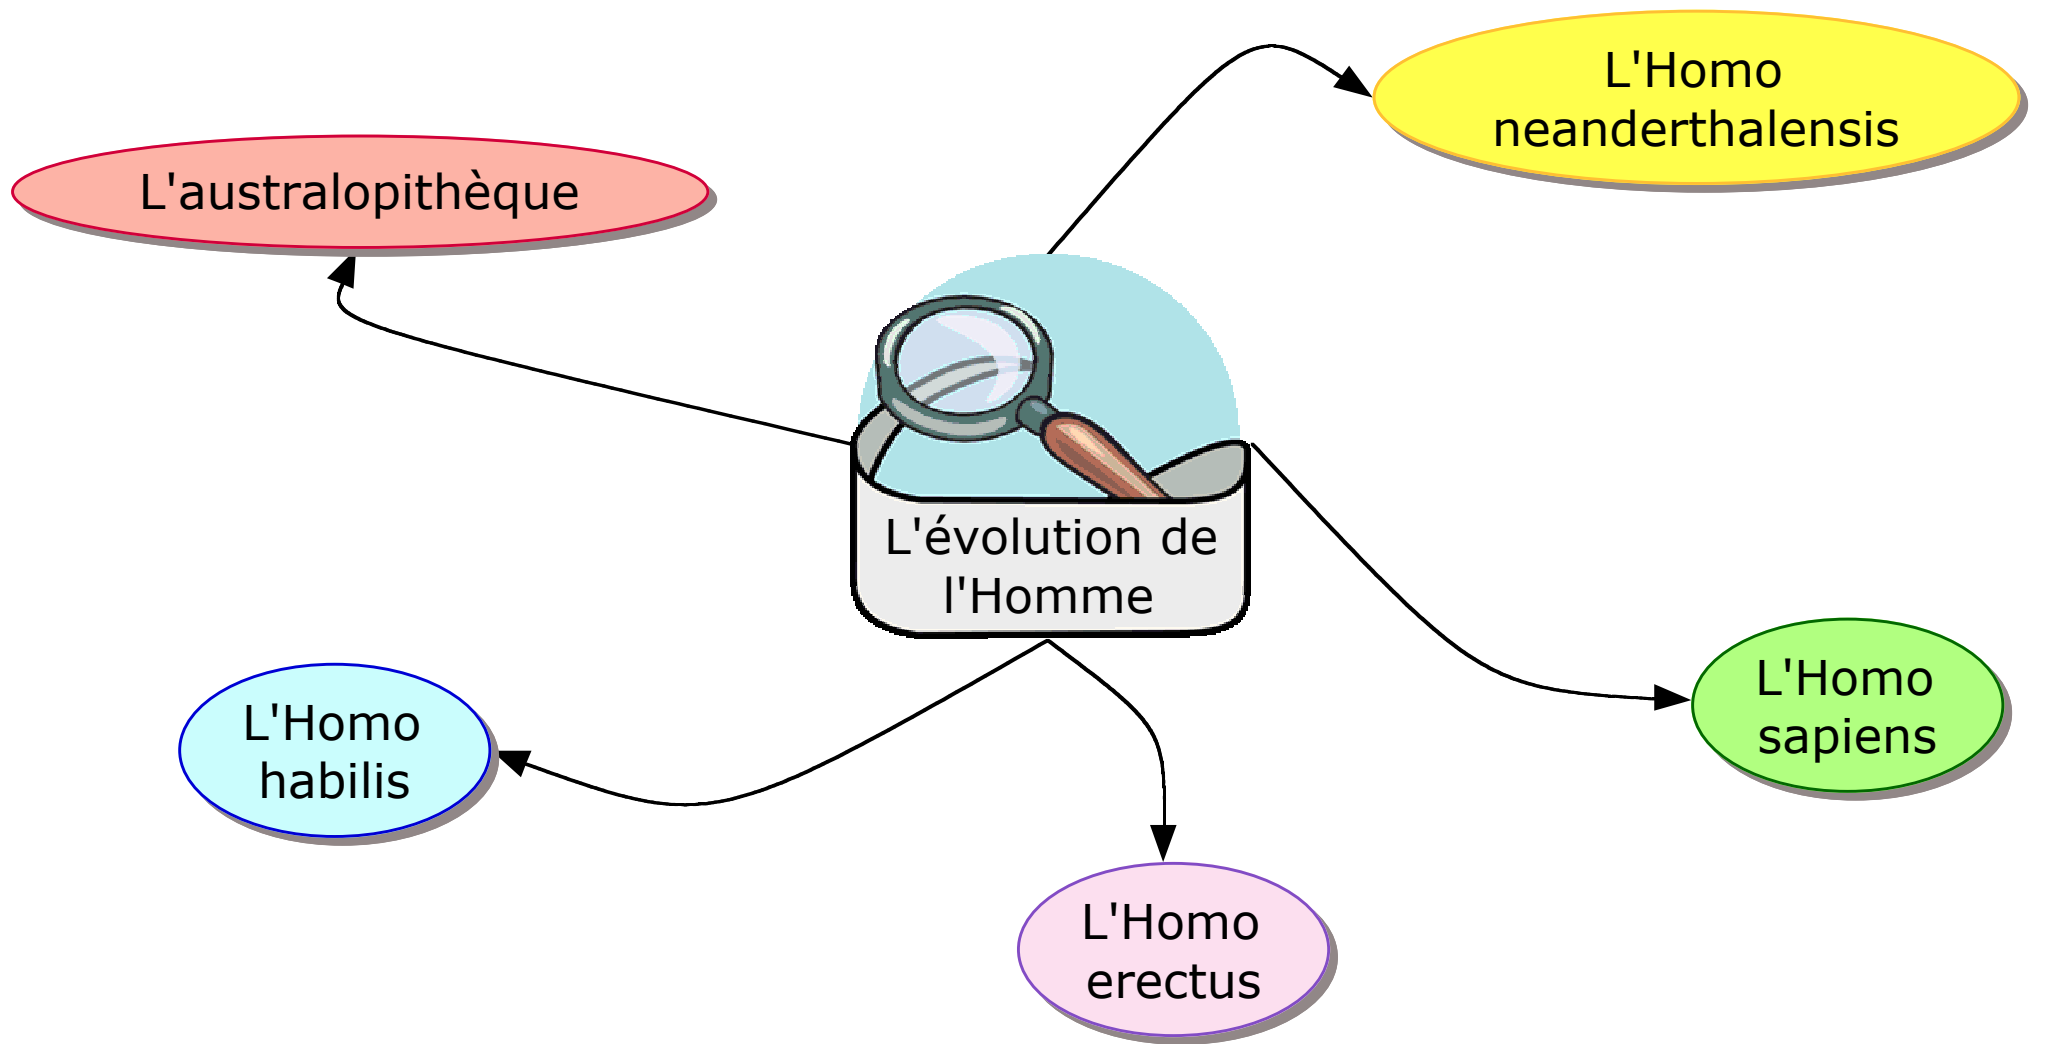 L'Homo
neanderthalensis
L'australopithèque
L'évolution de
l'Homme
L'Homo
sapiens
L'Homo
habilis
L'Homo
erectus